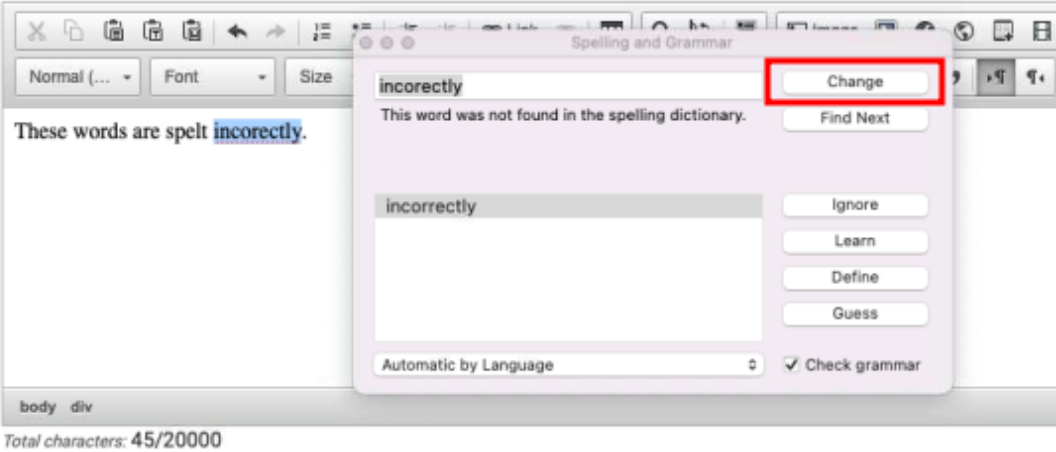 Spelling and Grammar
Normal (... Font Size
incorectly Change
This word was not found in the spelling dictionary. Find Next
These words are spelt incorectly.
incorrectly Ignore
Learn
Define
Guess
Automatic by Language Check grammar
body div
Total characters: 45/20000